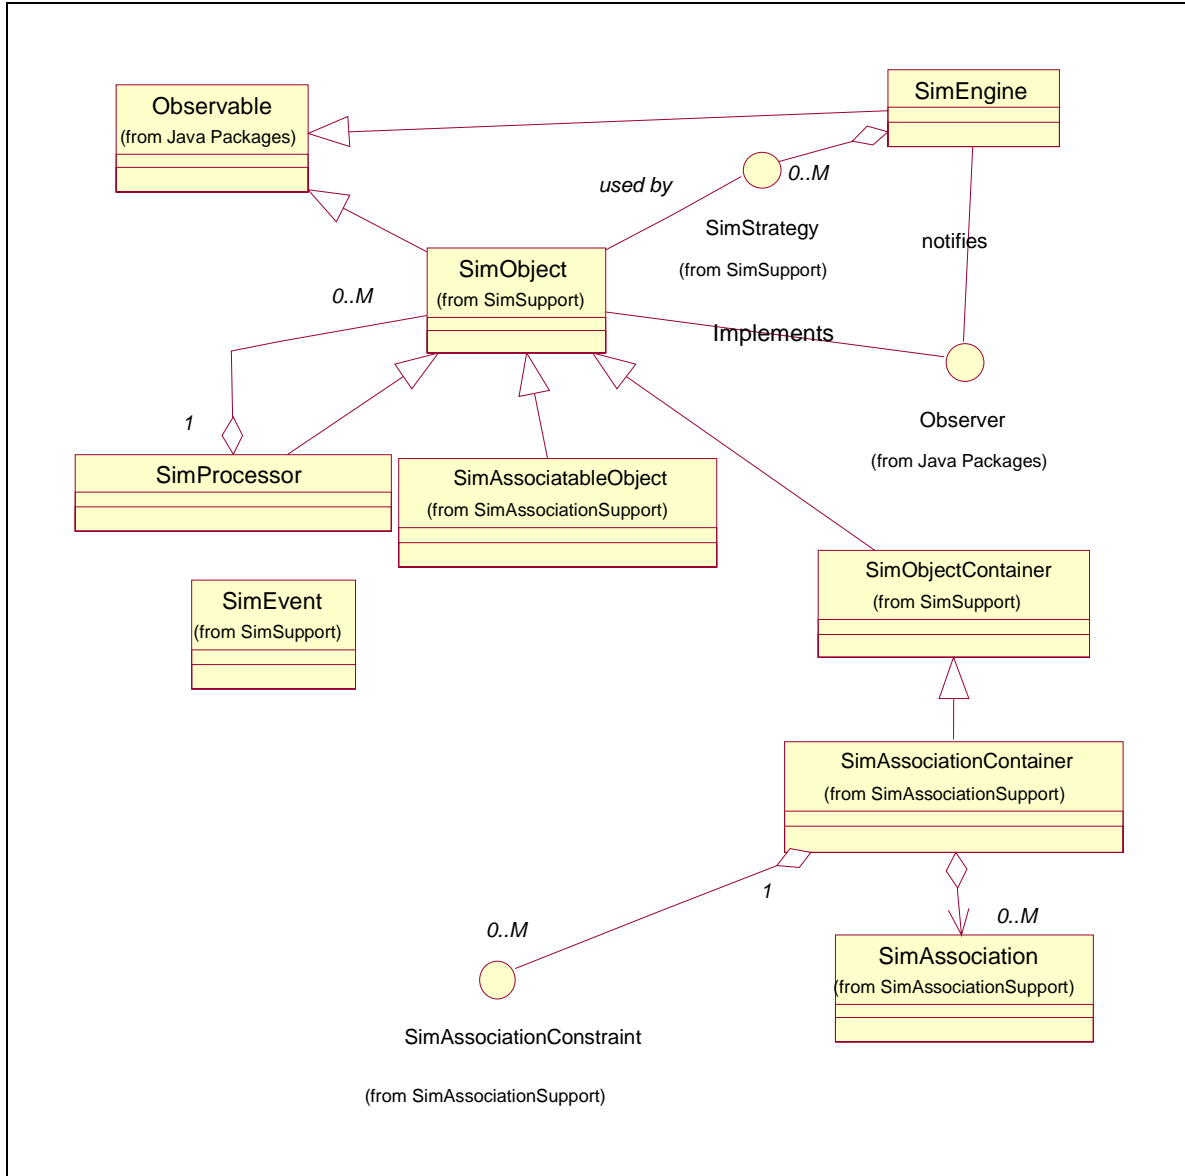 Observable
(from Java Packages)
SimEngine
used by
0..M
SimStrategy
(from SimSupport)
notifies
SimObject
(from SimSupport)
0..M
Implements
Observer
(from Java Packages)
1
SimProcessor
SimAssociatableObject
(from SimAssociationSupport)
SimEvent
(from SimSupport)
SimObjectContainer
(from SimSupport)
SimAssociationContainer
(from SimAssociationSupport)
1
0..M
0..M
SimAssociation
(from SimAssociationSupport)
SimAssociationConstraint
(from SimAssociationSupport)